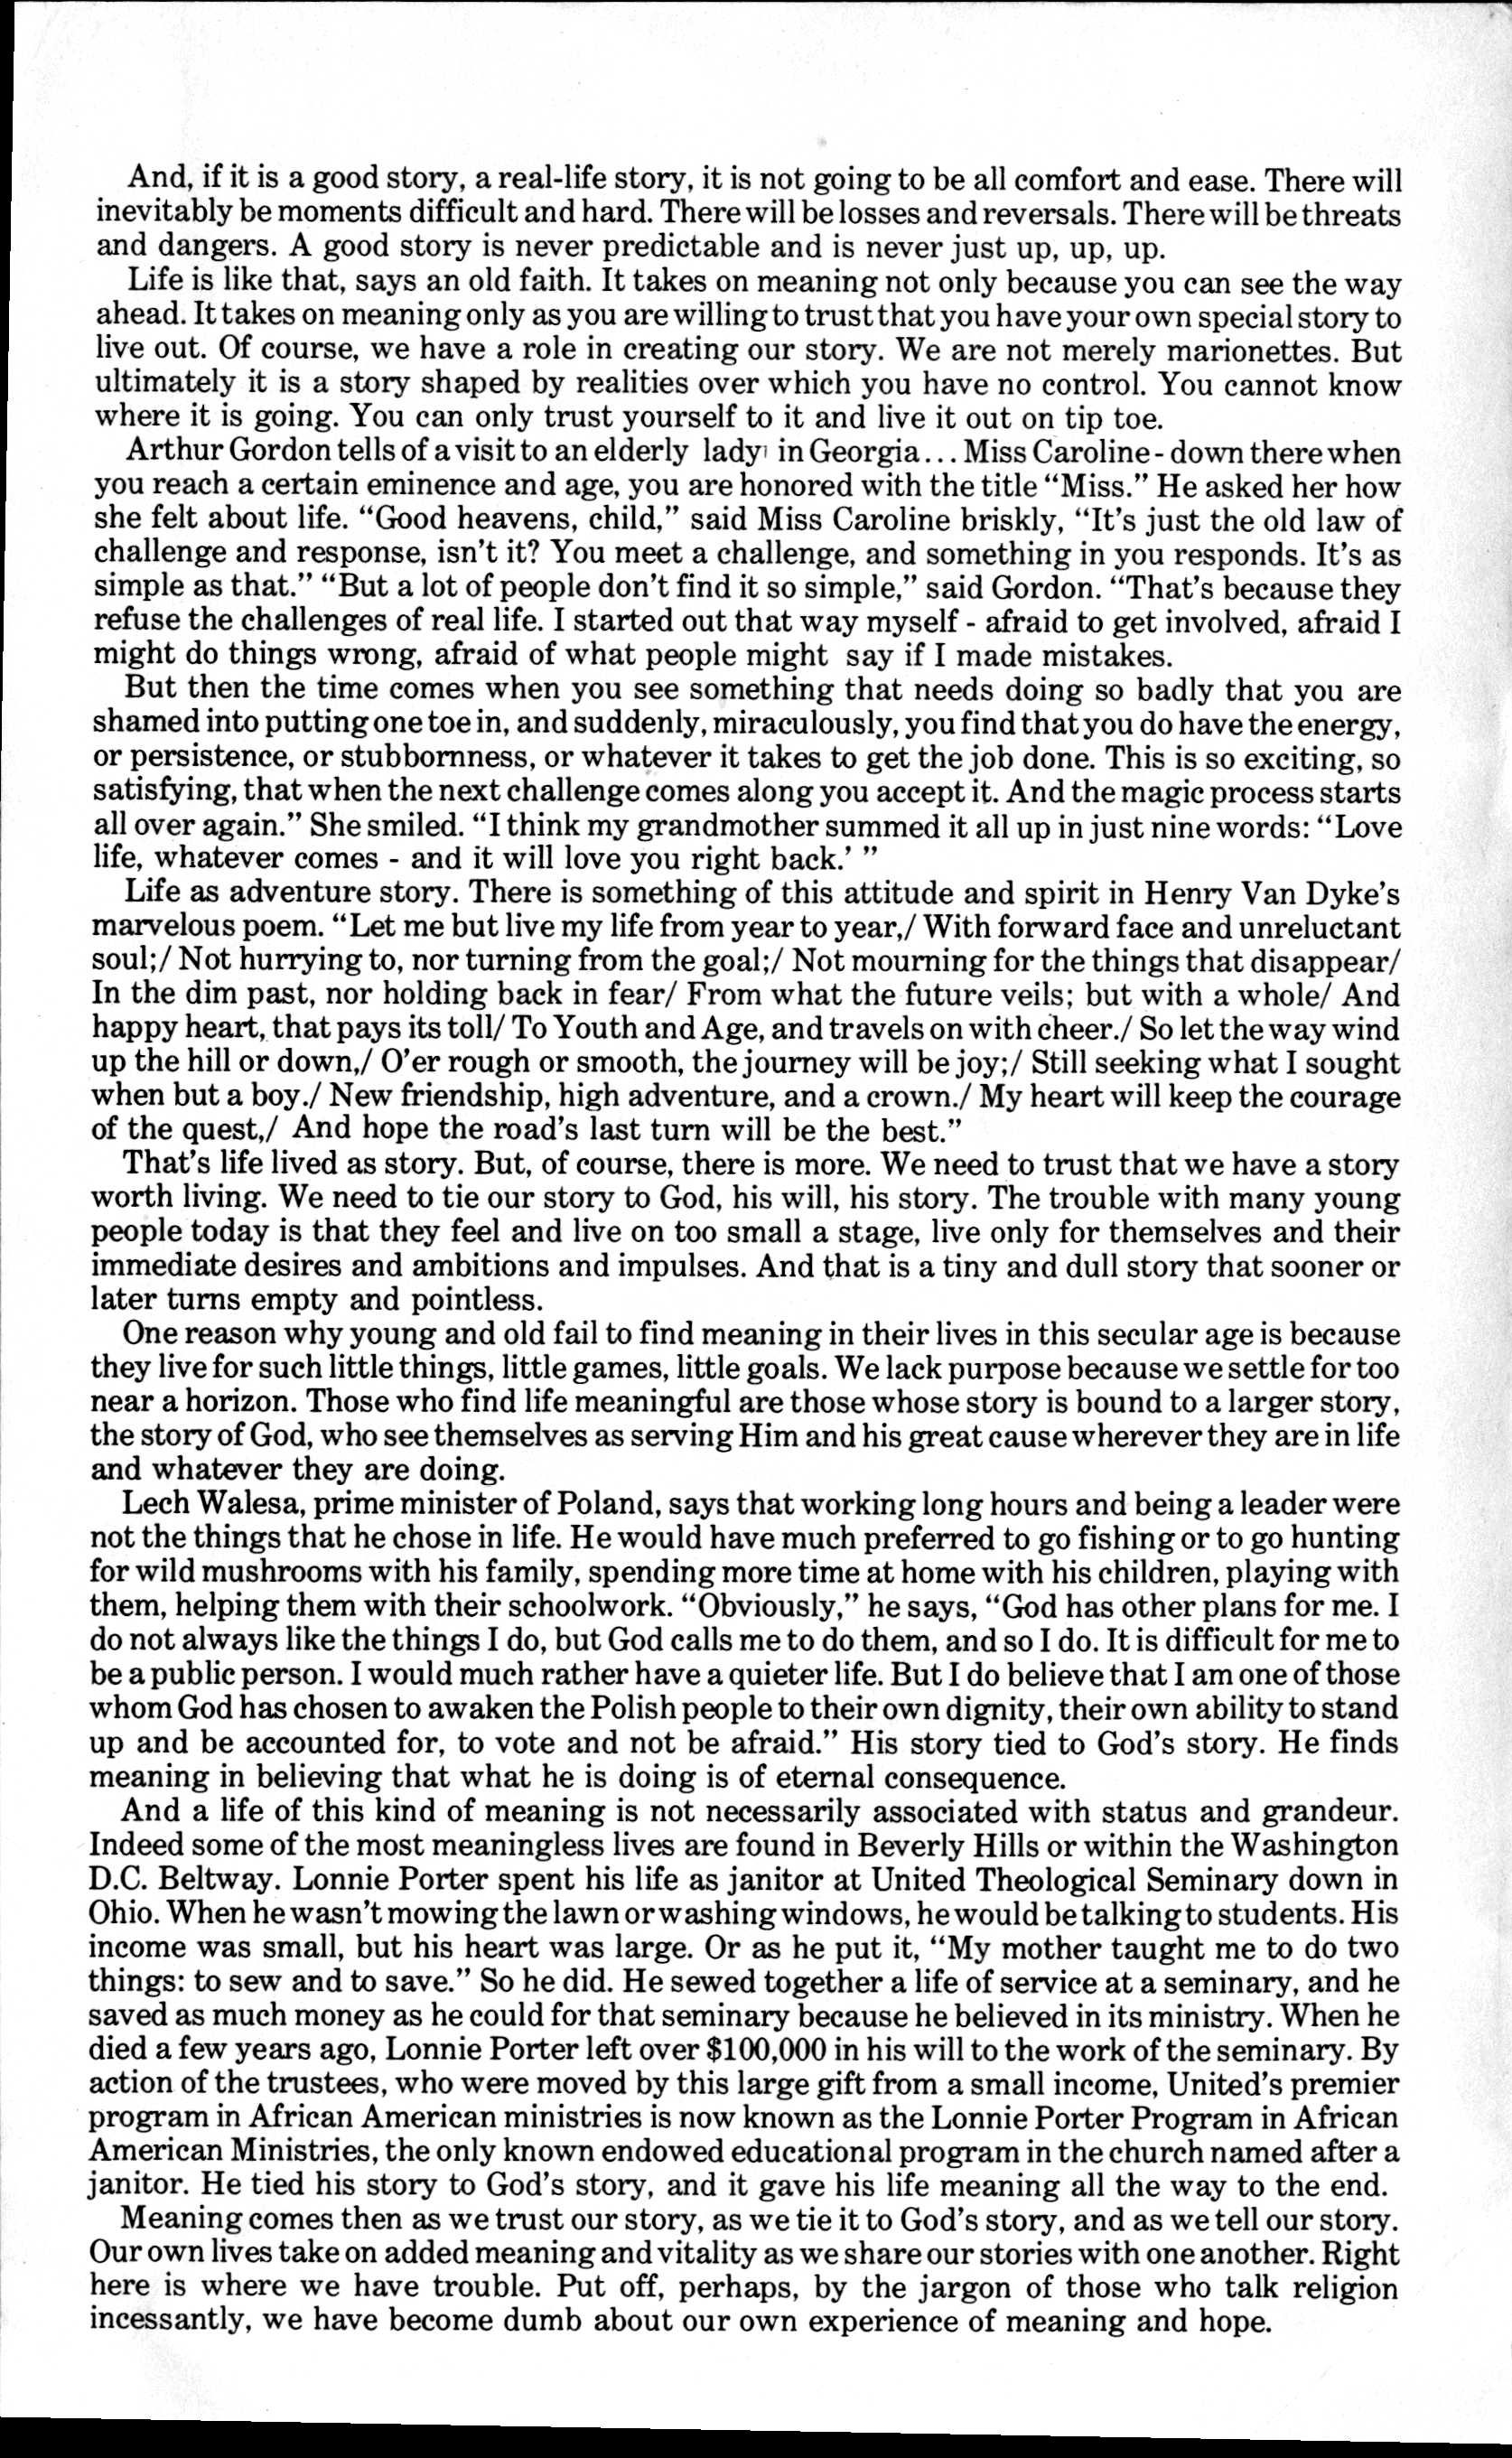 And, if it is a good story, a real-life story, it is not going to be all comfort and ease. There will
inevitably be moments difficult and hard. There will be losses and reversals. There will be threats
and dangers. A good story is never predictable and is never just up, up, up.
Life is like that, says an old faith. It takes on meaning not only because you can see the way
ahead. It takes on meaning only as you are willing to trust that you have your own special story to
live out. Of course, we have a role in creating our story. We are not merely marionettes. But
ultimately it is a story shaped by realities over which you have no control. You cannot know
where it is going. You can only trust yourself to it and live it out on tip toe.
Arthur Gordon tells of a visit to an elderly lady in Georgia... Miss Caroline - down there when
you reach a certain eminence and age, you are honored with the title “Miss.” He asked her how
she felt about life. “Good heavens, child,” said Miss Caroline briskly, “It’s just the old law of
challenge and response, isn’t it? You meet a challenge, and something in you responds. It’s as
simple as that.” “But a lot of people don’t find it so simple,” said Gordon. “That’s because they
refuse the challenges of real life. I started out that way myself - afraid to get involved, afraid I
might do things wrong, afraid of what people might say if I made mistakes.
But then the time comes when you see something that needs doing so badly that you are
shamed into putting one toe in, and suddenly, miraculously, you find that you do have the energy,
or persistence, or stubbornness, or whatever it takes to get the job done. This is so exciting, so
satisfying, that when the next challenge comes along you accept it. And the magic process starts
all over again.” She smiled. “I think my grandmother summed it all up in just nine words: “Love
life, whatever comes - and it will love you right back.’ ”
Life as adventure story. There is something of this attitude and spirit in Henry Van Dyke’s
marvelous poem. “Let me but live my life from year to year,/ With forward face and unreluctant
soul;/ Not hurrying to, nor turning from the goal;/ Not mourning for the things that disappear/
In the dim past, nor holding back in fear/ From what the future veils; but with a whole/ And
happy heart, that pays its toll/ To Youth and Age, and travels on with cheer./ So let the way wind
up the hill or down,/ O’er rough or smooth, the journey will be joy;/ Still seeking what I sought
when but a boy./ New friendship, high adventure, and a crown./ My heart will keep the courage
of the quest,/ And hope the road’s last turn will be the best.”
That’s life lived as story. But, of course, there is more. We need to trust that we have a story
worth living. We need to tie our story to God, his will, his story. The trouble with many young
people today is that they feel and live on too small a stage, live only for themselves and their
immediate desires and ambitions and impulses. And that is a tiny and dull story that sooner or
later turns empty and pointless.
One reason why young and old fail to find meaning in their lives in this secular age is because
they live for such little things, little games, little goals. We lack purpose because we settle for too
near a horizon. Those who find life meaningful are those whose story is bound to a larger story,
the story of God, who see themselves as serving Him and his great cause wherever they are in life
and whatever they are doing.
Lech Walesa, prime minister of Poland, says that working long hours and being a leader were
not the things that he chose in life. He would have much preferred to go fishing or to go hunting
for wild mushrooms with his family, spending more time at home with his children, playing with
them, helping them with their schoolwork. “Obviously,” he says, “God has other plans for me. I
do not always like the things I do, but God calls me to do them, and so I do. It is difficult for me to
be a public person. I would much rather have a quieter life. But I do believe that I am one of those
whom God has chosen to awaken the Polish people to their own dignity, their own ability to stand
up and be accounted for, to vote and not be afraid.” His story tied to God’s story. He finds
meaning in believing that what he is doing is of eternal consequence.
And a life of this kind of meaning is not necessarily associated with status and grandeur.
Indeed some of the most meaningless lives are found in Beverly Hills or within the Washington
D.C. Beltway. Lonnie Porter spent his life as janitor at United Theological Seminary down in
Ohio. When he wasn’t mowing the lawn or washing windows, he would be talking to students. His
income was small, but his heart was large. Or as he put it, “My mother taught me to do two
things: to sew and to save.” So he did. He sewed together a life of service at a seminary, and he
saved as much money as he could for that seminary because he believed in its ministry. When he
died a few years ago, Lonnie Porter left over $100,000 in his will to the work of the seminary. By
action of the trustees, who were moved by this large gift from a small income, United’s premier
program in African American ministries is now known as the Lonnie Porter Program in African
American Ministries, the only known endowed educational program in the church named after a
janitor. He tied his story to God’s story, and it gave his life meaning all the way to the end.
Meaning comes then as we trust our story, as we tie it to God’s story, and as we tell our story.
Our own lives take on added meaning and vitality as we share our stories with one another. Right
here is where we have trouble. Put off, perhaps, by the jargon of those who talk religion
incessantly, we have become dumb about our own experience of meaning and hope.